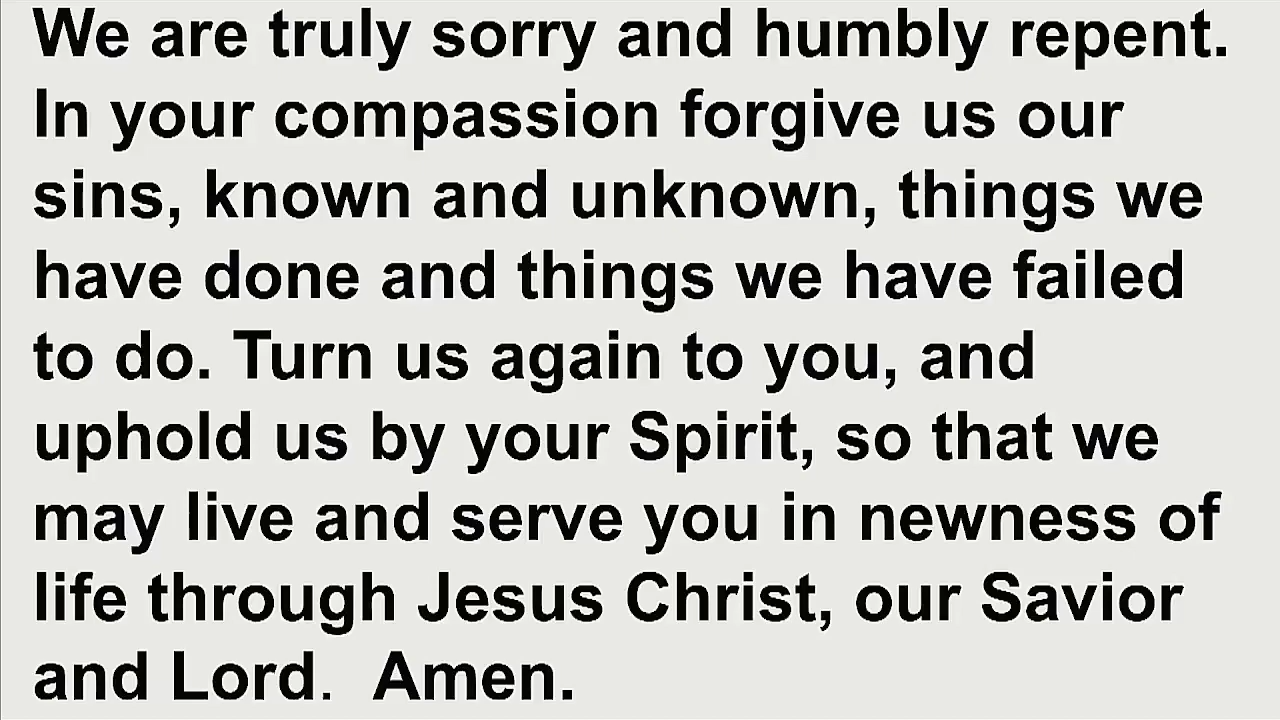 We are truly sorry and humbly repent.
In your compassion forgive us our
sins, known and unknown, things we
have done and things we have failed
to do. Turn us again to you, and
uphold us by your Spirit, so that we
may live and serve you in newness of
life through Jesus Christ, our Savior
and Lord.  Amen.